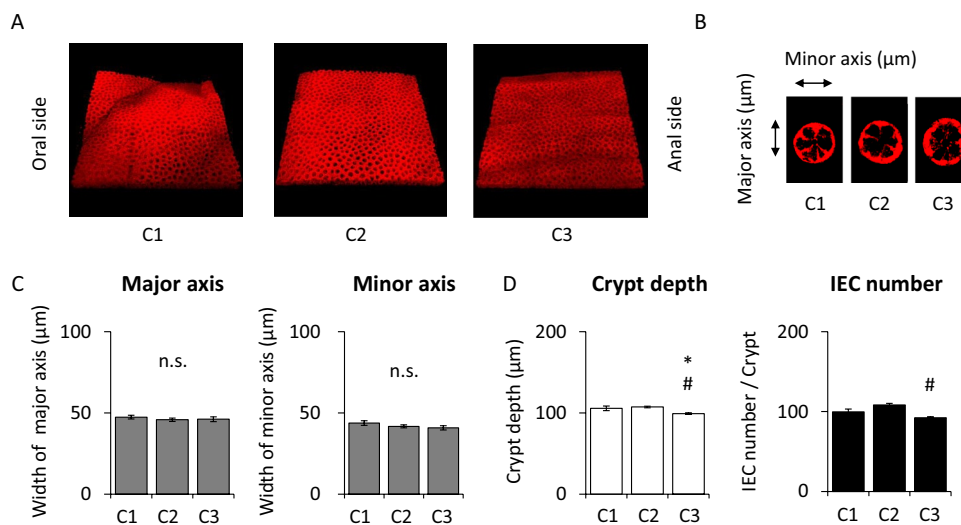 A
Oral side
C1
C2
C3
Anal side
B
Minor axis (µm)
Major axis (µm)
C1
C2
C3
C
Major axis
Width of major axis (µm)
100
50
0
n.s.
C1
C2
C3
Minor axis
Width of minor axis (µm)
100
50
0
n.s.
C1
C2
C3
D
Crypt depth
Crypt depth (µm)
200
100
0
*
#
C1
C2
C3
IEC number
IEC number / Crypt
200
100
0
#
C1
C2
C3